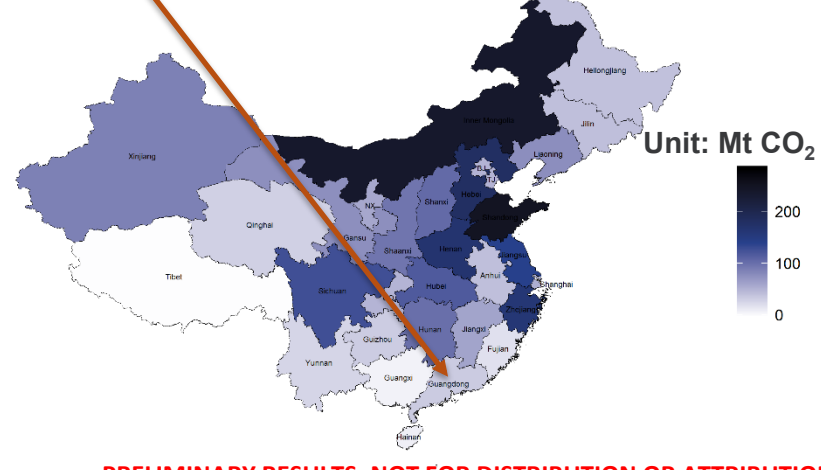 Heilongjiang
Jilin
Unit: Mt CO₂
Inner Mongolia
Liaoning
Xinjiang
BJ
TJ
Hebei
Shanxi
NX
Shandong
200
Qinghai
Gansu
Shaanxi
Henan
Jiangsu
100
Tibet
Anhui
Shanghai
Sichuan
Hubei
0
Zhejiang
Hunan
Jiangxi
Guizhou
Fujian
Yunnan
Guangxi
Guangdong
Hainan
PRELIMINARY RESULTS, NOT FOR DISTRIBUTION OR ATTRIBUTION